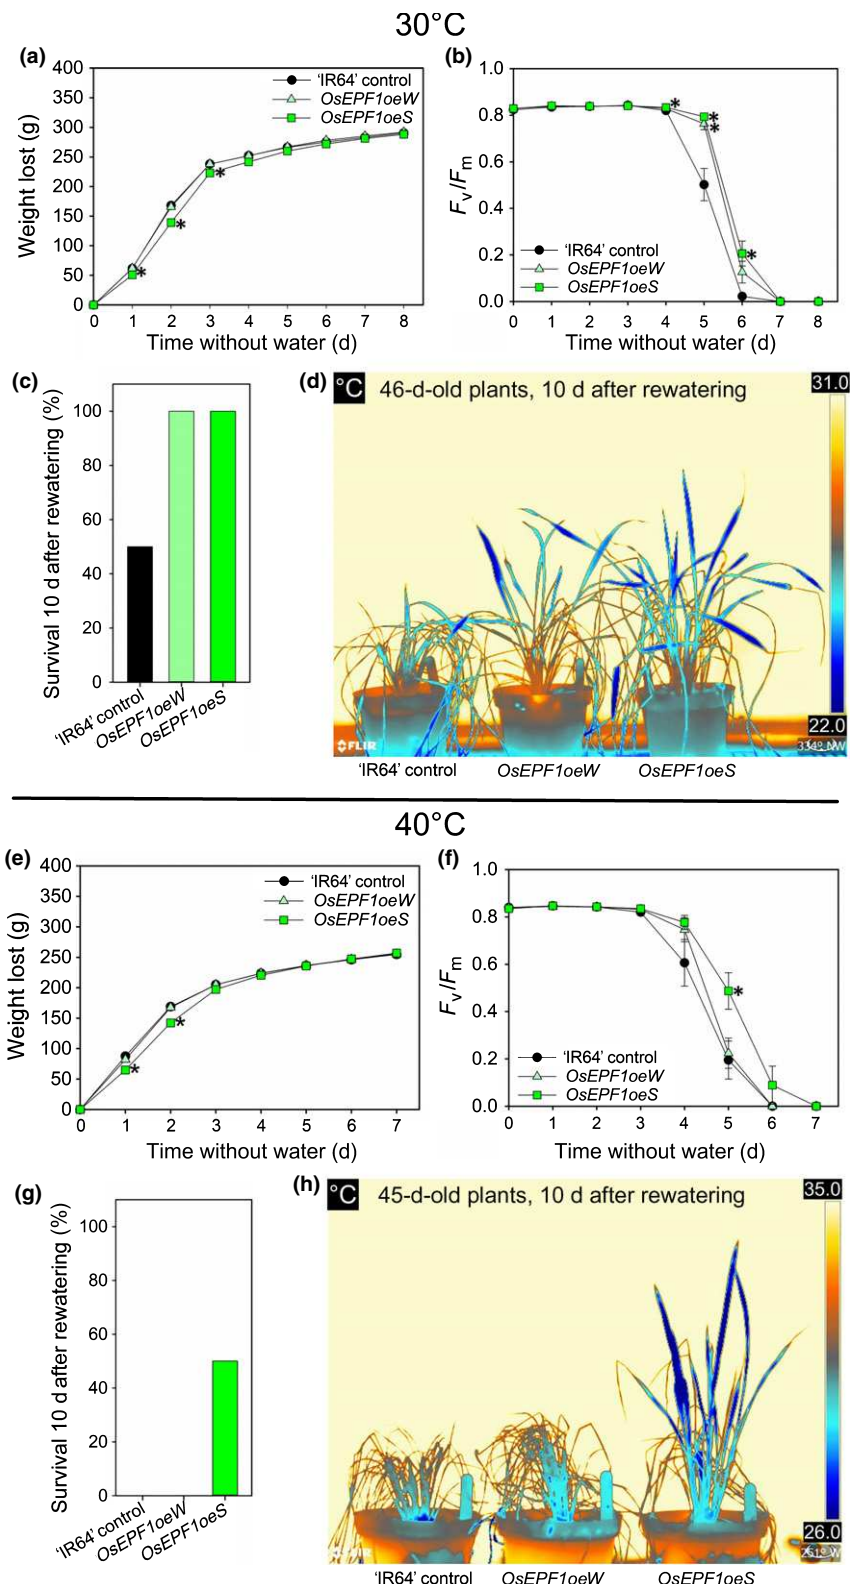 30°C
(a)
400
350
300
250
200
150
100
50
0
Weight lost (g)
'IR64' control
OsEPF1oeW
OsEPF1oeS
*
*
*
0 1 2 3 4 5 6 7 8
Time without water (d)
(b)
1.0
0.8
0.6
0.4
0.2
0.0
Fv/Fm
*
*
*
*
'IR64' control
OsEPF1oeW
OsEPF1oeS
0 1 2 3 4 5 6 7 8
Time without water (d)
(c)
100
80
60
40
20
0
Survival 10 d after rewatering (%)
'IR64' control
OsEPF1oeW
OsEPF1oeS
(d)
°C 46-d-old plants, 10 d after rewatering
31.0
22.0
FLIR
334º NW
'IR64' control OsEPF1oeW OsEPF1oeS
40°C
(e)
400
350
300
250
200
150
100
50
0
Weight lost (g)
'IR64' control
OsEPF1oeW
OsEPF1oeS
*
*
0 1 2 3 4 5 6 7
Time without water (d)
(f)
1.0
0.8
0.6
0.4
0.2
0.0
Fv/Fm
*
'IR64' control
OsEPF1oeW
OsEPF1oeS
0 1 2 3 4 5 6 7
Time without water (d)
(g)
100
80
60
40
20
0
Survival 10 d after rewatering (%)
'IR64' control
OsEPF1oeW
OsEPF1oeS
(h)
°C 45-d-old plants, 10 d after rewatering
35.0
26.0
FLIR
'IR64' control OsEPF1oeW OsEPF1oeS